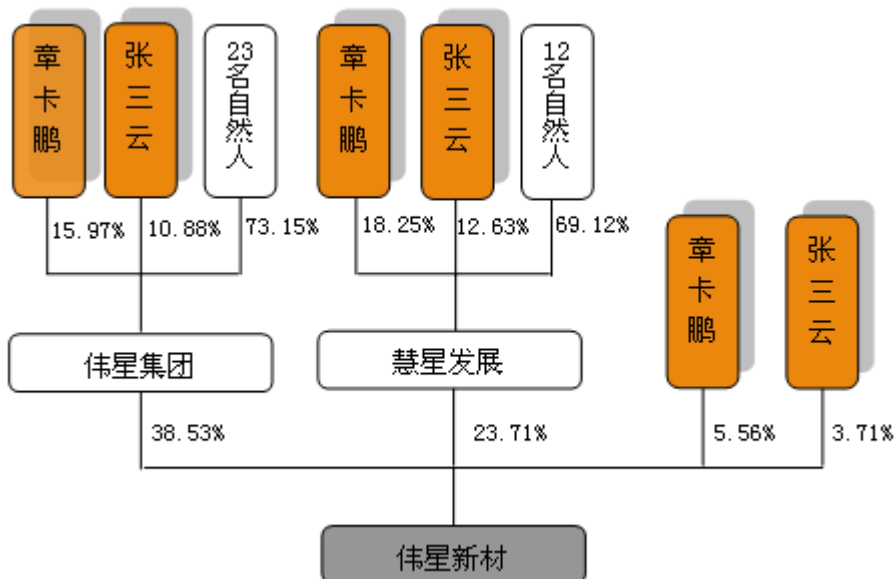 章卡鹏
张三云
23名自然人
章卡鹏
张三云
12名自然人
15.97%
10.88%
73.15%
18.25%
12.63%
69.12%
章卡鹏
张三云
伟星集团
慧星发展
38.53%
23.71%
5.56%
3.71%
伟星新材